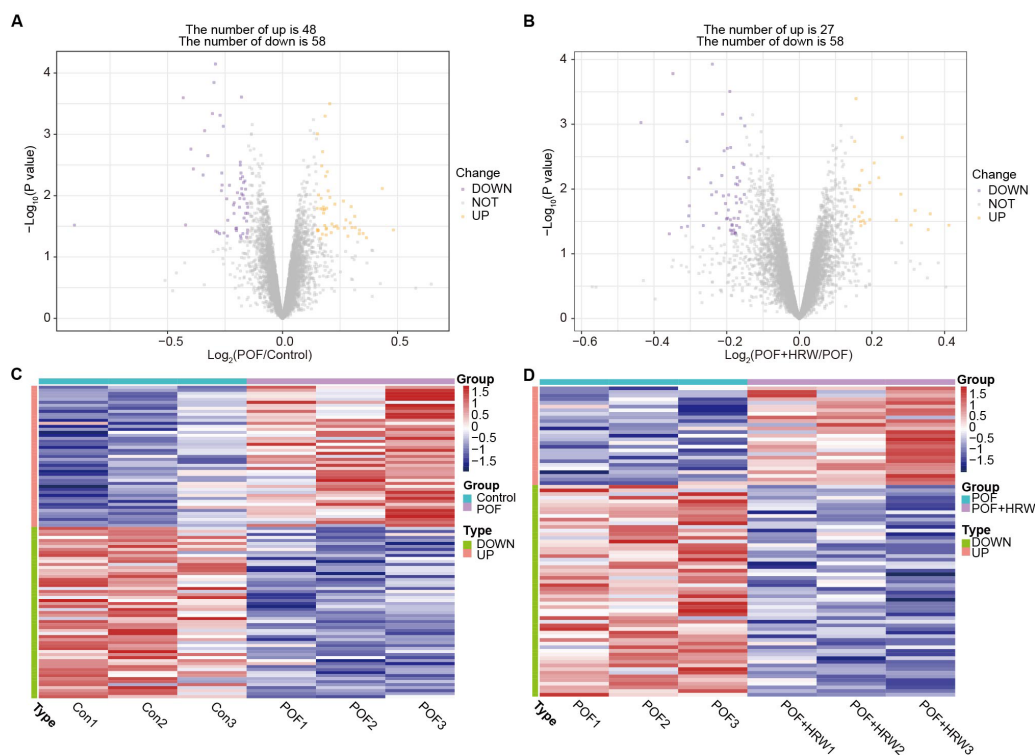 A
The number of up is 48
The number of down is 58
4
3
2
1
0
−Log10(P value)
−0.5
0.0
0.5
Log2(POF/Control)
Change
DOWN
NOT
UP
B
The number of up is 27
The number of down is 58
4
3
2
1
0
−Log10(P value)
−0.6
−0.4
−0.2
0.0
0.2
0.4
Log2(POF+HRW/POF)
Change
DOWN
NOT
UP
C
Group
1.5
1
0.5
0
−0.5
−1
−1.5
Group
Control
POF
Type
DOWN
UP
Type
Con1
Con2
Con3
POF1
POF2
POF3
D
Group
1.5
1
0.5
0
−0.5
−1
−1.5
Group
POF
POF+HRW
Type
DOWN
UP
Type
POF1
POF2
POF3
POF+HRW1
POF+HRW2
POF+HRW3